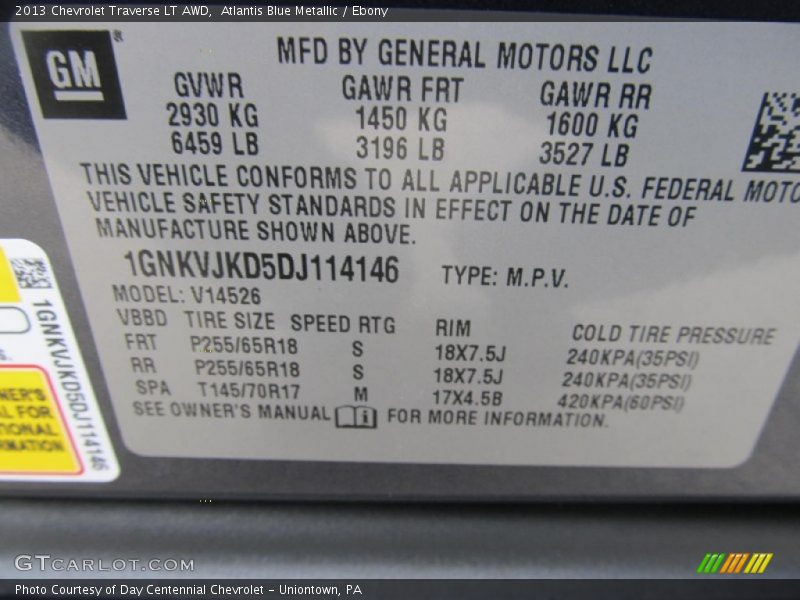 2013 Chevrolet Traverse LT AWD, Atlantis Blue Metallic / Ebony
GM
®
MFD BY GENERAL MOTORS LLC
GVWR GAWR FRT GAWR RR
2930 KG 1450 KG 1600 KG
6459 LB 3196 LB 3527 LB
THIS VEHICLE CONFORMS TO ALL APPLICABLE U.S. FEDERAL MOTO
VEHICLE SAFETY STANDARDS IN EFFECT ON THE DATE OF
MANUFACTURE SHOWN ABOVE.
1GNKVJKD5DJ114146 TYPE: M.P.V.
MODEL: V14526
VBBD TIRE SIZE SPEED RTG RIM COLD TIRE PRESSURE
FRT P255/65R18 S 18X7.5J 240KPA(35PSI)
RR P255/65R18 S 18X7.5J 240KPA(35PSI)
SPA T145/70R17 M 17X4.5B 420KPA(60PSI)
SEE OWNER'S MANUAL FOR MORE INFORMATION.
1GNKVJKD5DJ114146
S.
NER'S
AL FOR
TIONAL
RMATION
GTCARLOT.COM
Photo Courtesy of Day Centennial Chevrolet - Uniontown, PA